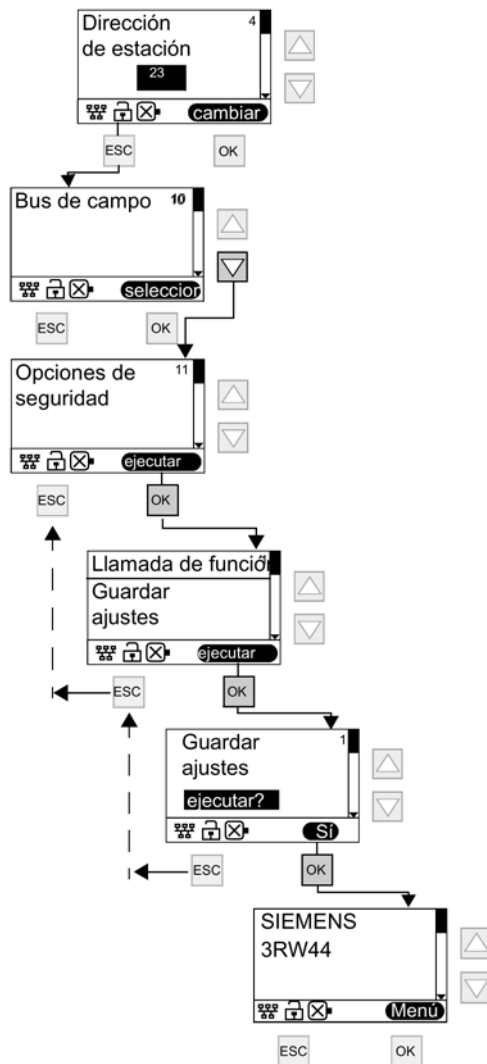 Dirección 4
de estación
23
cambiar
ESC OK
Bus de campo 10
seleccior
ESC OK
Opciones de 11
seguridad
ejecutar
ESC OK
Llamada de función
Guardar
ajustes
ejecutar
ESC OK
Guardar 1
ajustes
ejecutar?
Sí
ESC OK
SIEMENS
3RW44
Menú
ESC OK